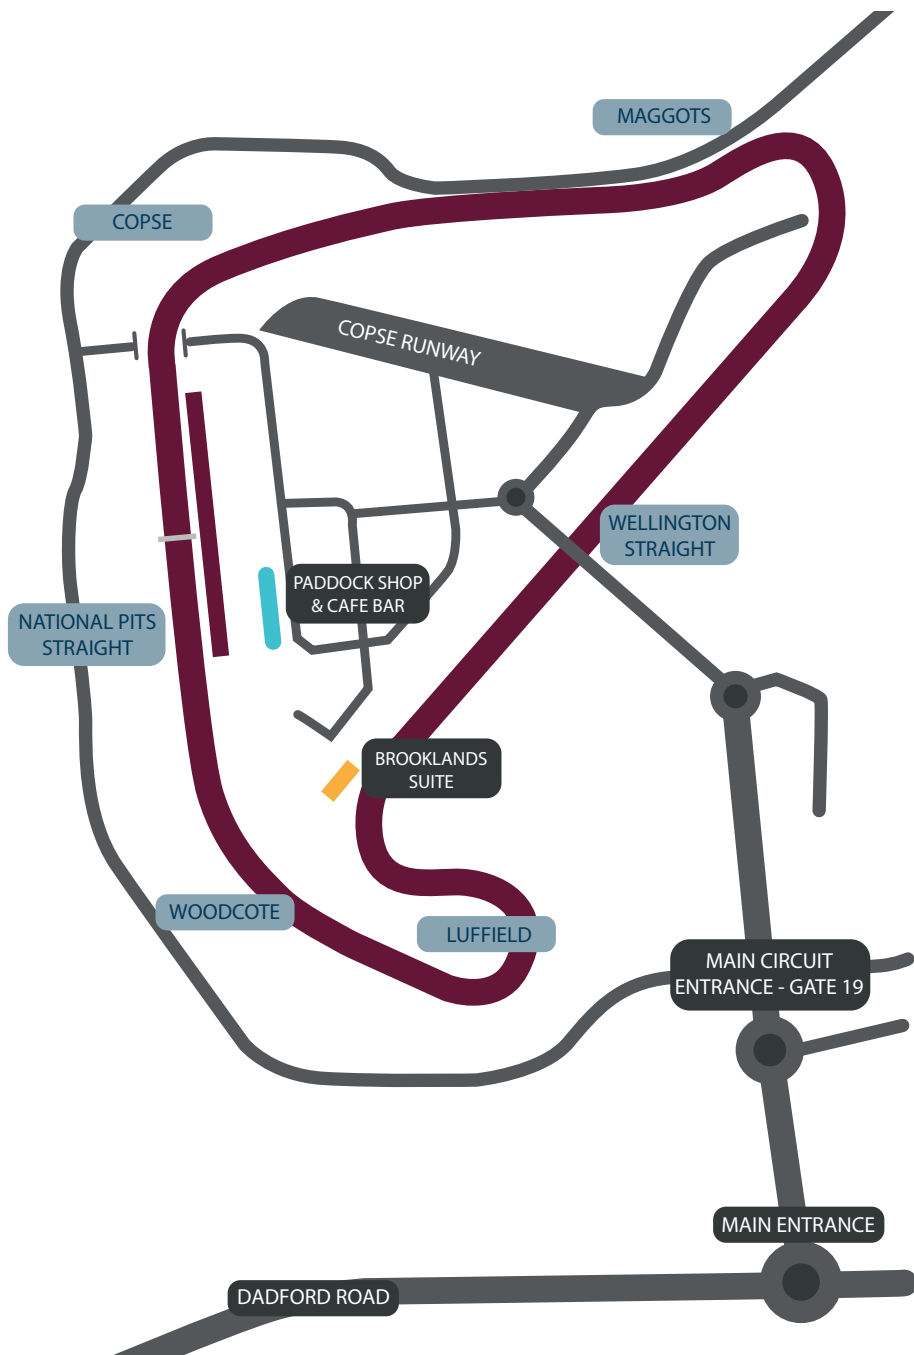 MAGGOTS
COPSE
COPSE RUNWAY
WELLINGTON
STRAIGHT
PADDOCK SHOP
& CAFE BAR
NATIONAL PITS
STRAIGHT
BROOKLANDS
SUITE
WOODCOTE
LUFFIELD
MAIN CIRCUIT
ENTRANCE - GATE 19
MAIN ENTRANCE
DADFORD ROAD